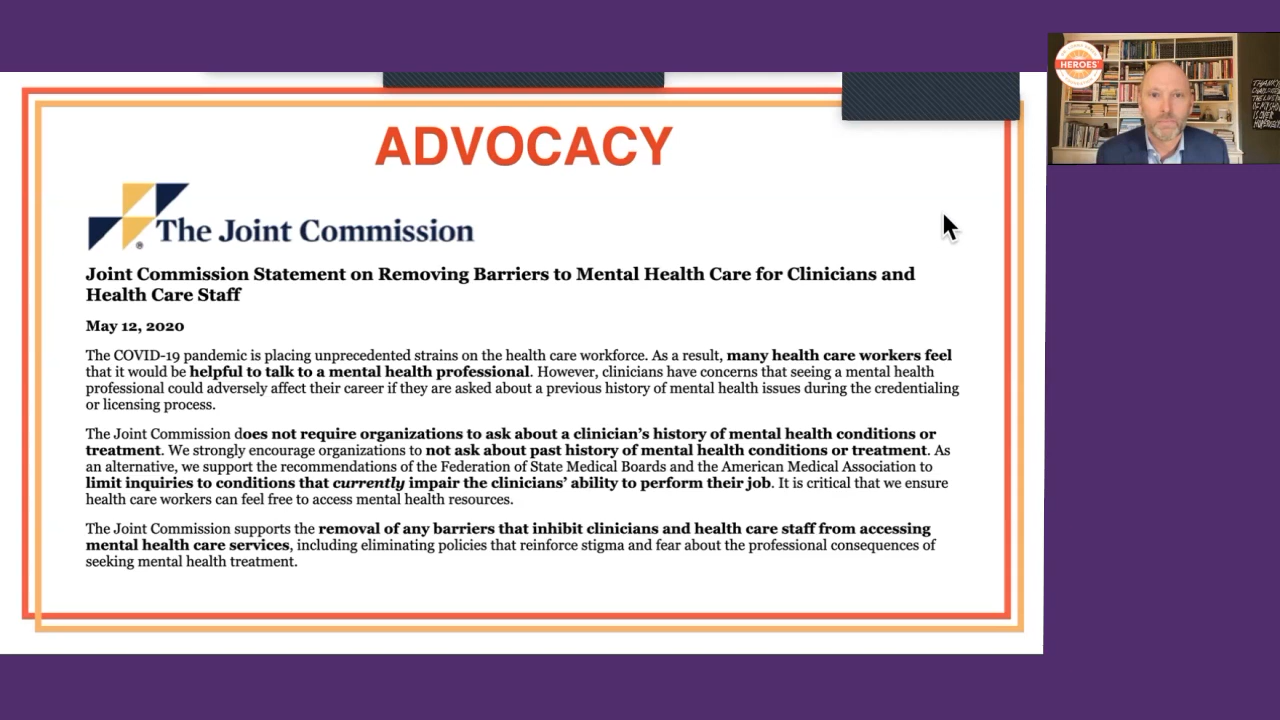 ADVOCACY
The Joint Commission
®
Joint Commission Statement on Removing Barriers to Mental Health Care for Clinicians and
Health Care Staff
May 12, 2020
The COVID-19 pandemic is placing unprecedented strains on the health care workforce. As a result, many health care workers feel
that it would be helpful to talk to a mental health professional. However, clinicians have concerns that seeing a mental health
professional could adversely affect their career if they are asked about a previous history of mental health issues during the credentialing
or licensing process.
The Joint Commission does not require organizations to ask about a clinician's history of mental health conditions or
treatment. We strongly encourage organizations to not ask about past history of mental health conditions or treatment. As
an alternative, we support the recommendations of the Federation of State Medical Boards and the American Medical Association to
limit inquiries to conditions that currently impair the clinicians' ability to perform their job. It is critical that we ensure
health care workers can feel free to access mental health resources.
The Joint Commission supports the removal of any barriers that inhibit clinicians and health care staff from accessing
mental health care services, including eliminating policies that reinforce stigma and fear about the professional consequences of
seeking mental health treatment.
HEROES